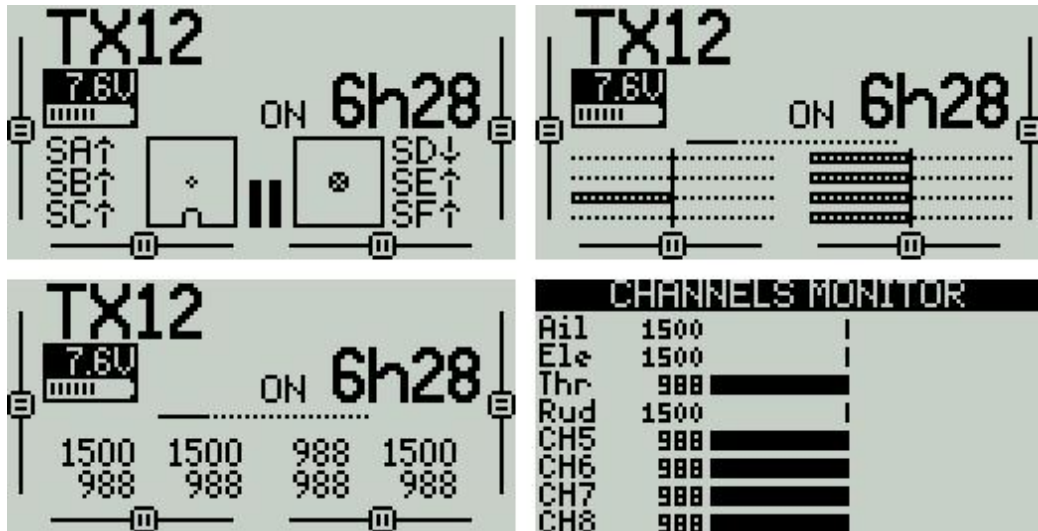 TX12
7.6V
ON 6h28
SA↑ SD↓
SB↑ SE↑
SC↑ SF↑
TX12
7.6V
ON 6h28
TX12
7.6V
ON 6h28
1500 1500 988 1500
988 988 988 988
CHANNELS MONITOR
Ail 1500
Ele 1500
Thr 988
Rud 1500
CH5 988
CH6 988
CH7 988
CH8 988